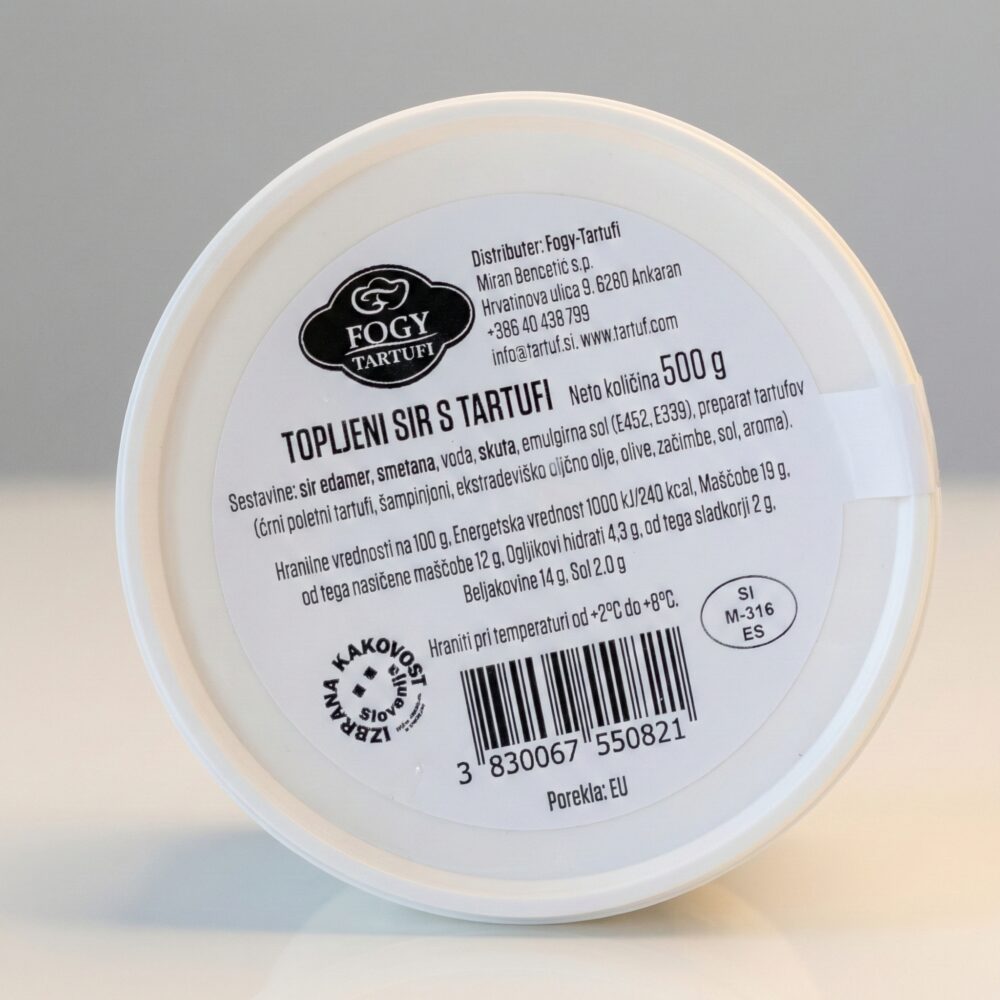 FOGY
TARTUFI
Distributer: Fogy-Tartufi
Miran Bencetić s.p.
Hrvatinova ulica 9. 6280 Ankaran
+386 40 438 799
info@tartuf.si. www.tartuf.com
TOPLJENI SIR S TARTUFI Neto količina 500 g
Sestavine: sir edamer, smetana, voda, skuta, emulgirna sol (E452, E339), preparat tartufov
(ćrni poletni tartufi, šampinjoni, ekstradeviško oljčno olje, olive, začimbe, sol, aroma).
Hranilne vrednosti na 100 g, Energetska vrednost 1000 kJ/240 kcal, Maščobe 19 g,
od tega nasičene maščobe 12 g, Ogljikovi hidrati 4,3 g, od tega sladkorji 2 g,
Beljakovine 14 g, Sol 2.0 g
Hraniti pri temperaturi od +2°C do +8°C.
SI
M-316
ES
IZBRANA KAKOVOST
Slovenija
3 830067 550821
Porekla: EU